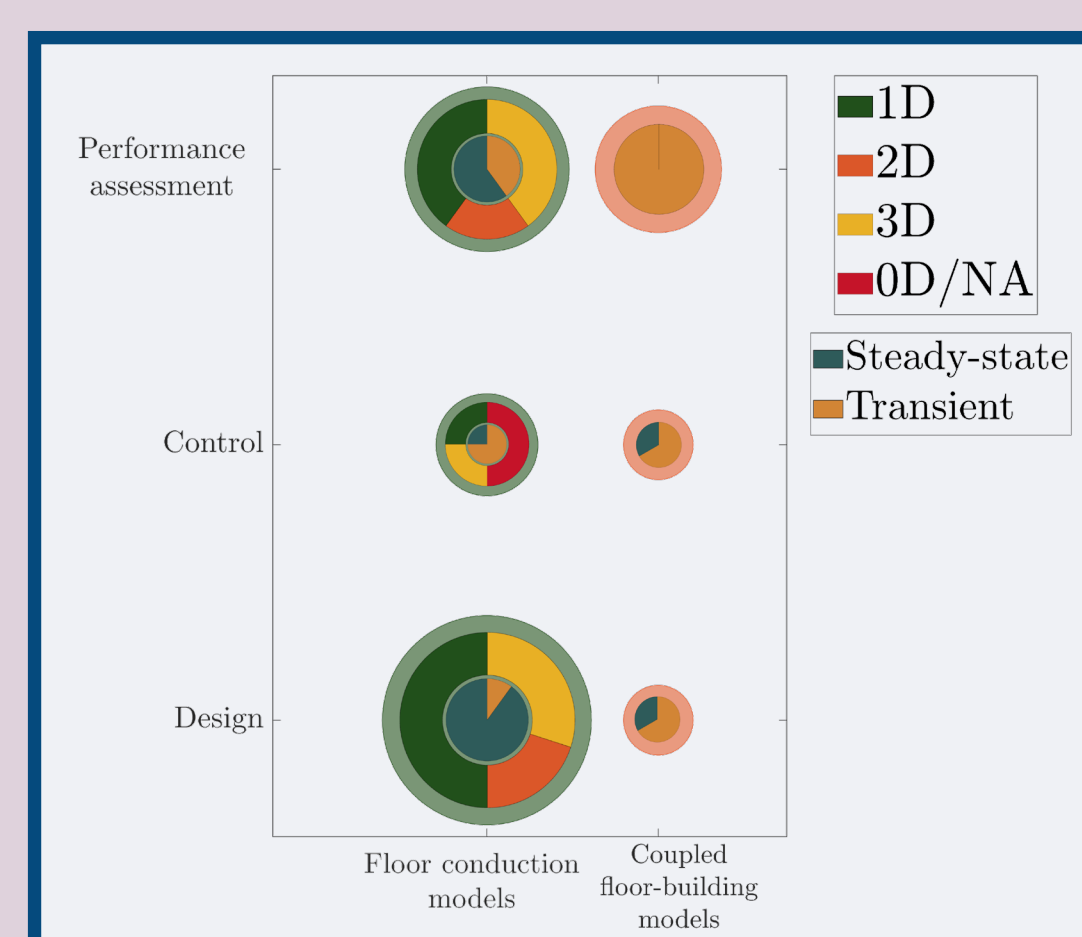 Performance
assessment
Control
Design
Floor conduction
models
Coupled
floor-building
models
1D
2D
3D
0D/NA
Steady-state
Transient